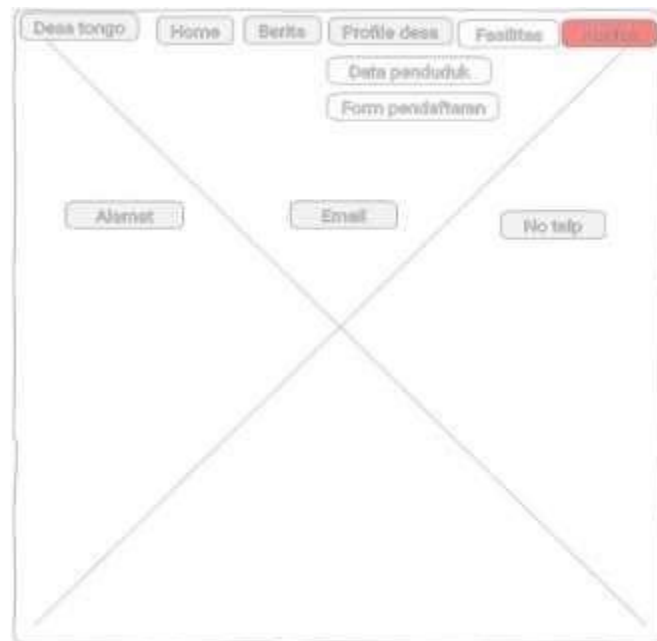 Desa tongo Home Berita Profile desa Fasilitas
Data penduduk
Form pendaftaran
Alamat Email No telp